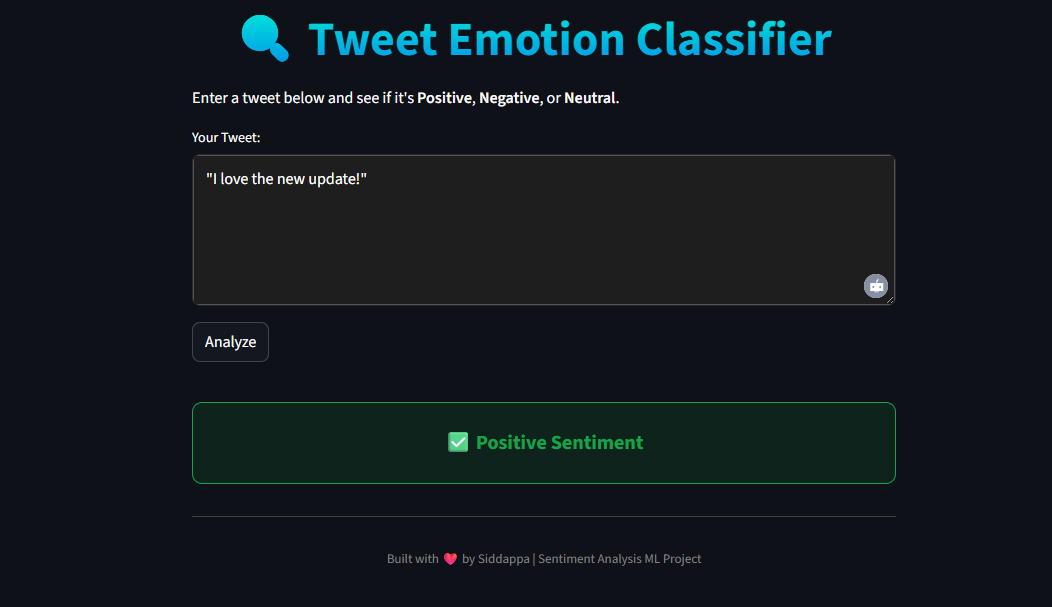 Tweet Emotion Classifier
Enter a tweet below and see if it's Positive, Negative, or Neutral.
Your Tweet:
"I love the new update!"
Analyze
Positive Sentiment
Built with ❤️ by Siddappa | Sentiment Analysis ML Project